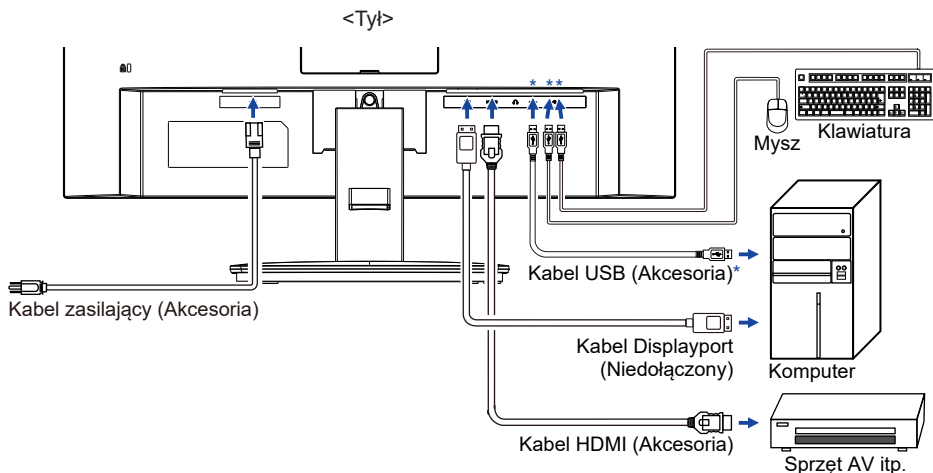 <Tył>
* **
Klawiatura
Mysz
Kabel USB (Akcesoria)*
Kabel zasilający (Akcesoria)
Kabel Displayport
(Niedołączony)
Komputer
Kabel HDMI (Akcesoria)
Sprzęt AV itp.